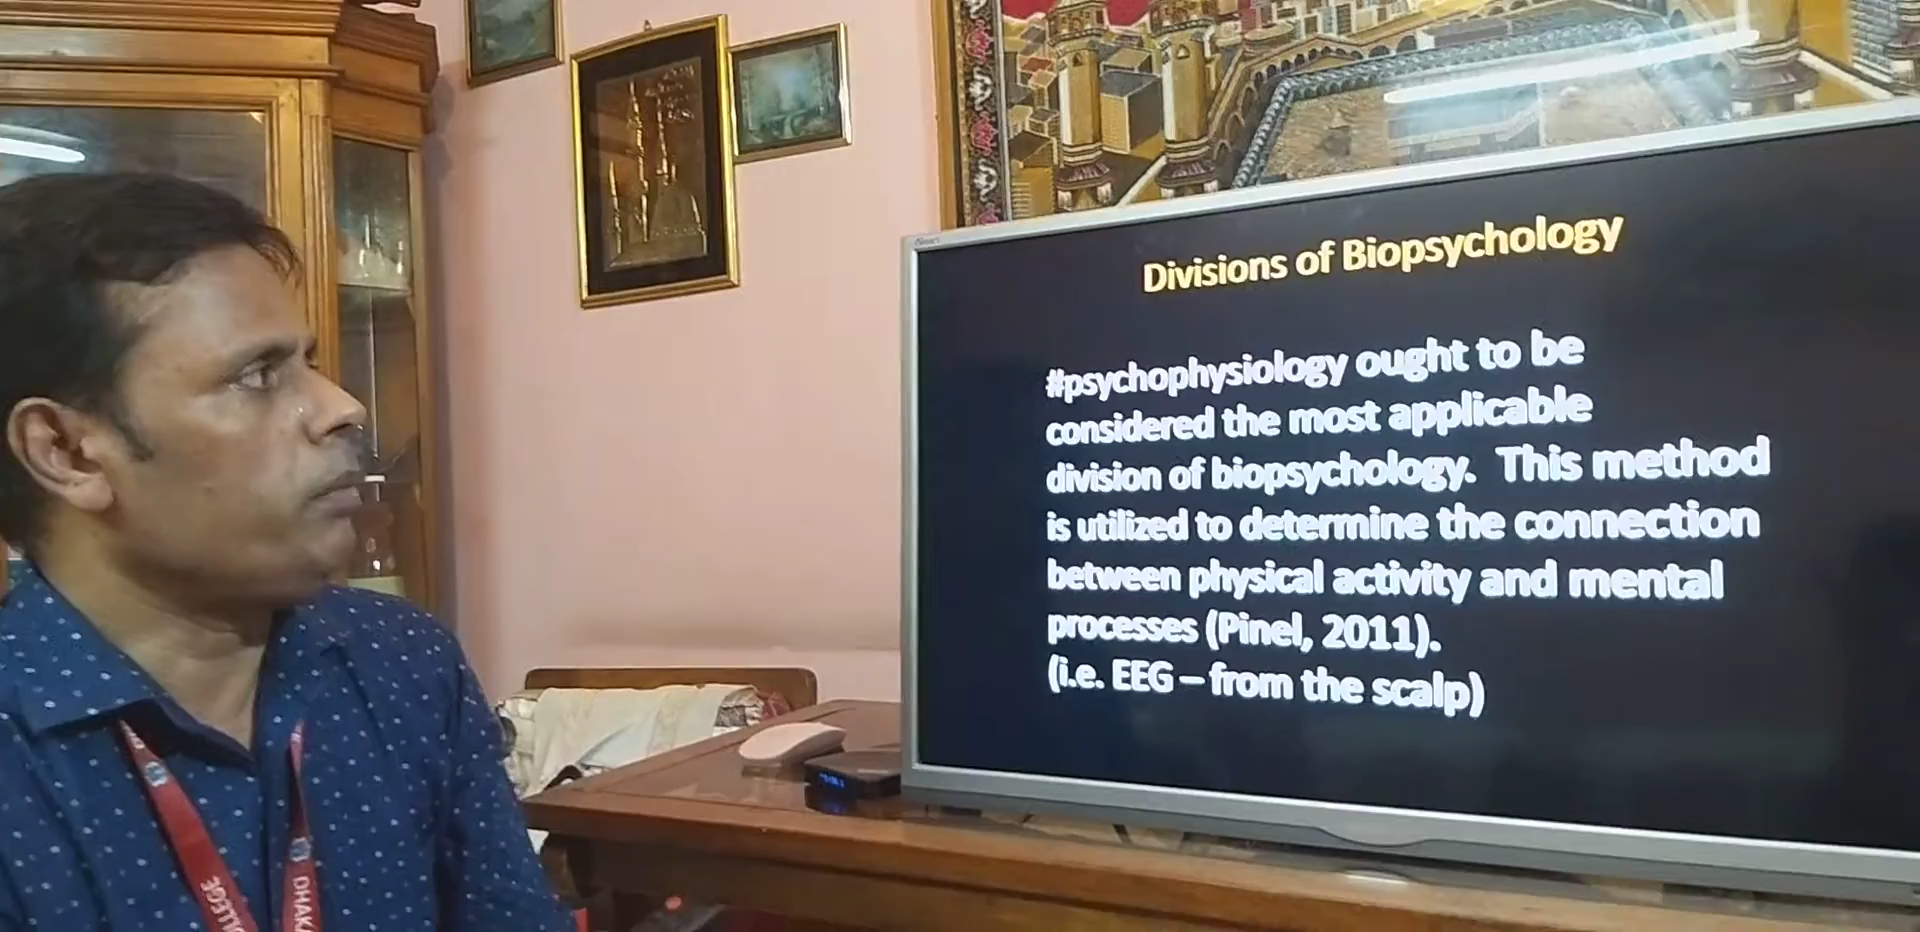 Divisions of Biopsychology
#psychophysiology ought to be
considered the most applicable
division of biopsychology. This method
is utilized to determine the connection
between physical activity and mental
processes (Pinel, 2011).
(i.e. EEG – from the scalp)
DHAKA